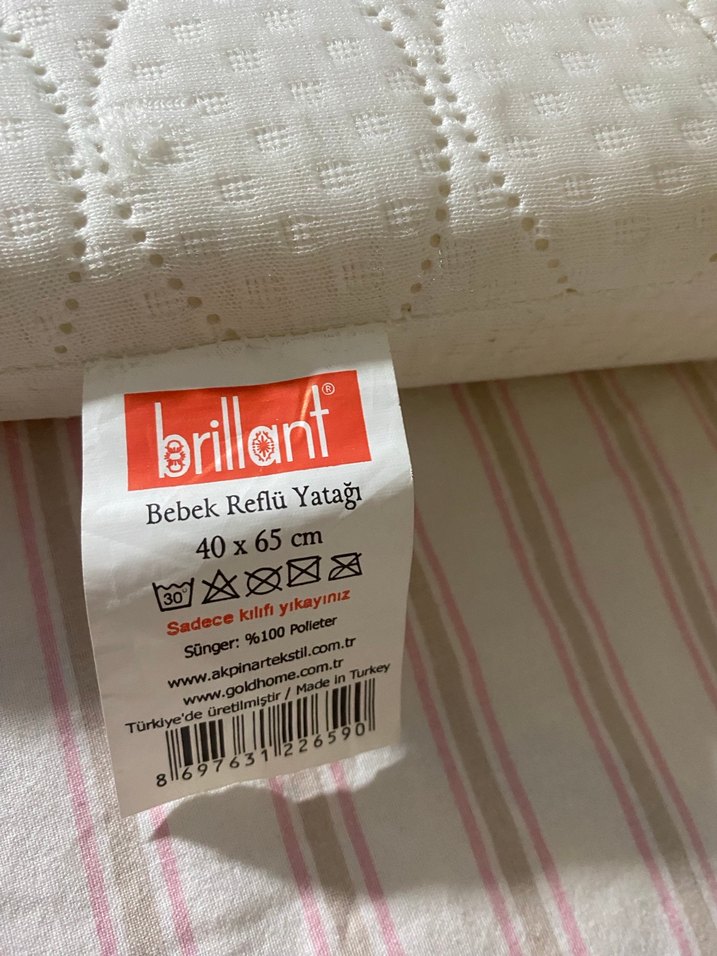 brillant®
Bebek Reflü Yatağı
40 x 65 cm
30°
Sadece kılıfı yıkayınız
Sünger: %100 Polieter
www.akpinartekstil.com.tr
www.goldhome.com.tr
Türkiye'de üretilmiştir / Made in Turkey
8 697631 226590